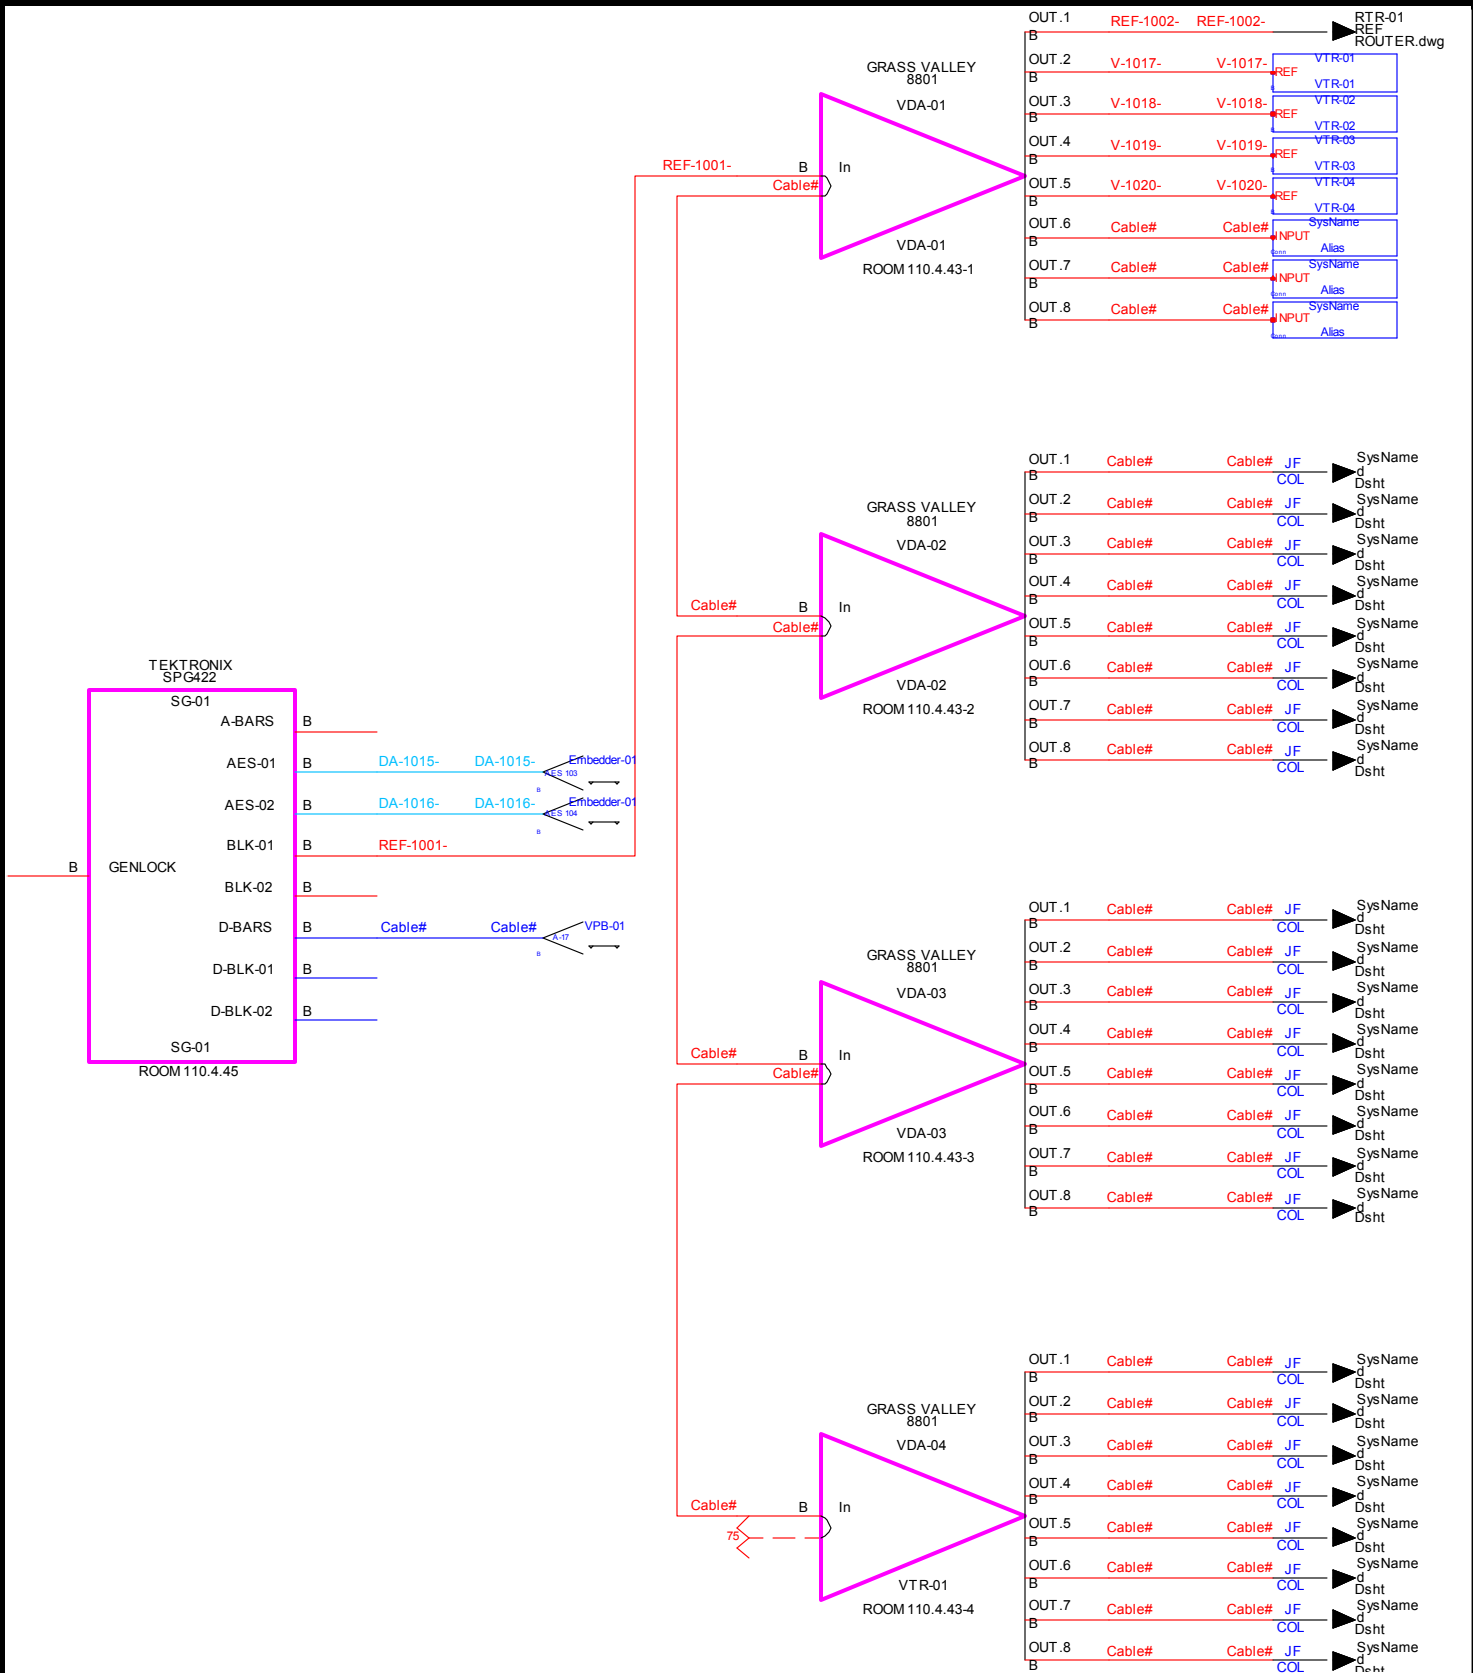 TEKTRONIX
SPG422
SG-01
A-BARS B
AES-01 B DA-1015- DA-1015- AES 103 Embedder-01
B
AES-02 B DA-1016- DA-1016- AES 104 Embedder-01
B
BLK-01 B REF-1001-
B GENLOCK
BLK-02 B
D-BARS B Cable# Cable# A-17 VPB-01
B
D-BLK-01 B
D-BLK-02 B
SG-01
ROOM 110.4.45
GRASS VALLEY
8801
VDA-01
REF-1001- B In
Cable#
VDA-01
ROOM 110.4.43-1
OUT.1 REF-1002- REF-1002- RTR-01
B REF
ROUTER.dwg
OUT.2 V-1017- V-1017- REF VTR-01
B B VTR-01
OUT.3 V-1018- V-1018- REF VTR-02
B B VTR-02
OUT.4 V-1019- V-1019- REF VTR-03
B B VTR-03
OUT.5 V-1020- V-1020- REF VTR-04
B B VTR-04
OUT.6 Cable# Cable# INPUT SysName
B Conn Alias
OUT.7 Cable# Cable# INPUT SysName
B Conn Alias
OUT.8 Cable# Cable# INPUT SysName
B Conn Alias
GRASS VALLEY
8801
VDA-02
Cable# B In
Cable#
VDA-02
ROOM 110.4.43-2
OUT.1 Cable# Cable# JF SysName
B COL d
Dsht
OUT.2 Cable# Cable# JF SysName
B COL d
Dsht
OUT.3 Cable# Cable# JF SysName
B COL d
Dsht
OUT.4 Cable# Cable# JF SysName
B COL d
Dsht
OUT.5 Cable# Cable# JF SysName
B COL d
Dsht
OUT.6 Cable# Cable# JF SysName
B COL d
Dsht
OUT.7 Cable# Cable# JF SysName
B COL d
Dsht
OUT.8 Cable# Cable# JF SysName
B COL d
Dsht
GRASS VALLEY
8801
VDA-03
Cable# B In
Cable#
VDA-03
ROOM 110.4.43-3
OUT.1 Cable# Cable# JF SysName
B COL d
Dsht
OUT.2 Cable# Cable# JF SysName
B COL d
Dsht
OUT.3 Cable# Cable# JF SysName
B COL d
Dsht
OUT.4 Cable# Cable# JF SysName
B COL d
Dsht
OUT.5 Cable# Cable# JF SysName
B COL d
Dsht
OUT.6 Cable# Cable# JF SysName
B COL d
Dsht
OUT.7 Cable# Cable# JF SysName
B COL d
Dsht
OUT.8 Cable# Cable# JF SysName
B COL d
Dsht
GRASS VALLEY
8801
VDA-04
Cable# B In
75
VTR-01
ROOM 110.4.43-4
OUT.1 Cable# Cable# JF SysName
B COL d
Dsht
OUT.2 Cable# Cable# JF SysName
B COL d
Dsht
OUT.3 Cable# Cable# JF SysName
B COL d
Dsht
OUT.4 Cable# Cable# JF SysName
B COL d
Dsht
OUT.5 Cable# Cable# JF SysName
B COL d
Dsht
OUT.6 Cable# Cable# JF SysName
B COL d
Dsht
OUT.7 Cable# Cable# JF SysName
B COL d
Dsht
OUT.8 Cable# Cable# JF SysName
B COL d
Dsht